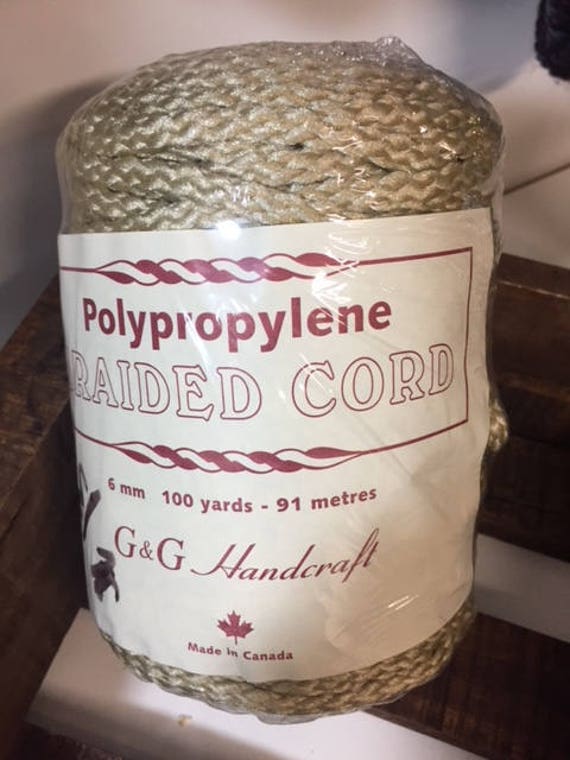 Polypropylene
RAIDED CORD
6 mm 100 yards - 91 metres
G&G Handcraft
Made in Canada